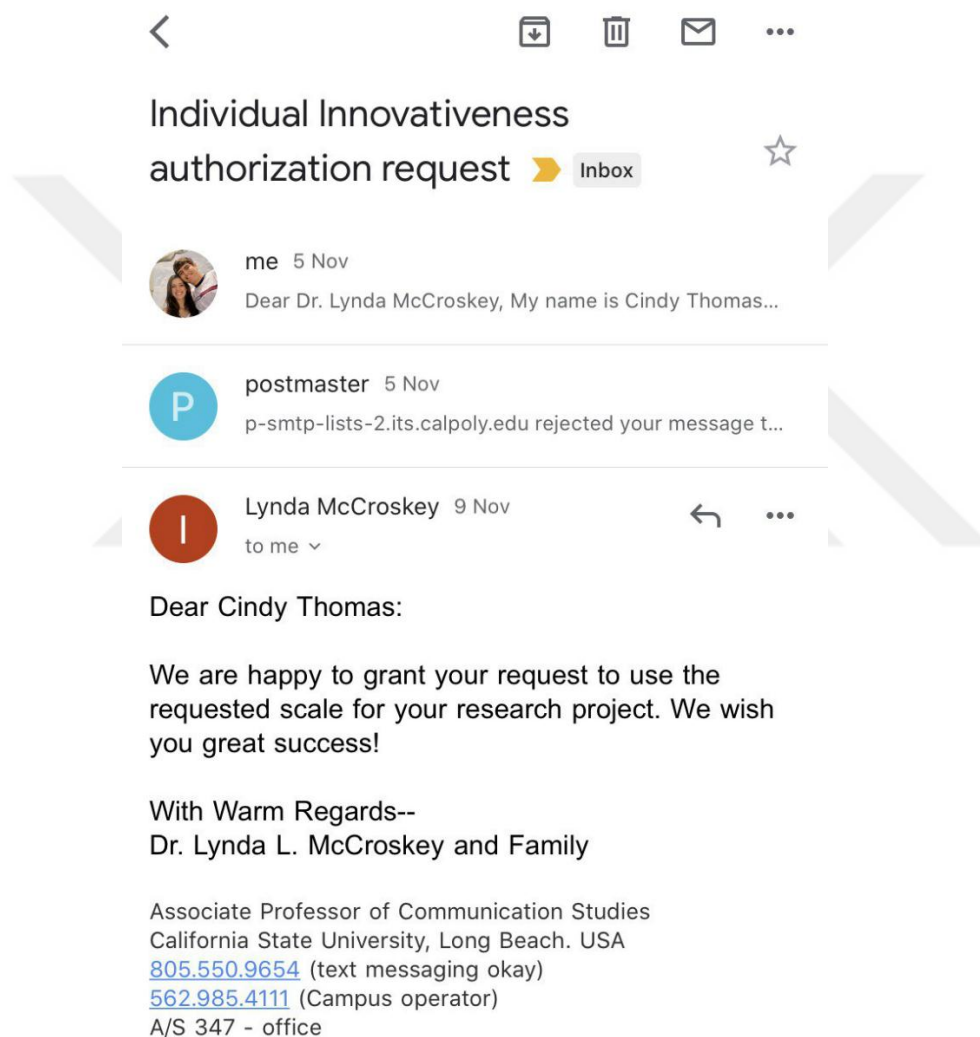 Individual Innovativeness
authorization request Inbox
me 5 Nov
Dear Dr. Lynda McCroskey, My name is Cindy Thomas...
P
postmaster 5 Nov
p-smtp-lists-2.its.calpoly.edu rejected your message t...
l
Lynda McCroskey 9 Nov
to me
Dear Cindy Thomas:
We are happy to grant your request to use the
requested scale for your research project. We wish
you great success!
With Warm Regards--
Dr. Lynda L. McCroskey and Family
Associate Professor of Communication Studies
California State University, Long Beach. USA
805.550.9654 (text messaging okay)
562.985.4111 (Campus operator)
A/S 347 - office